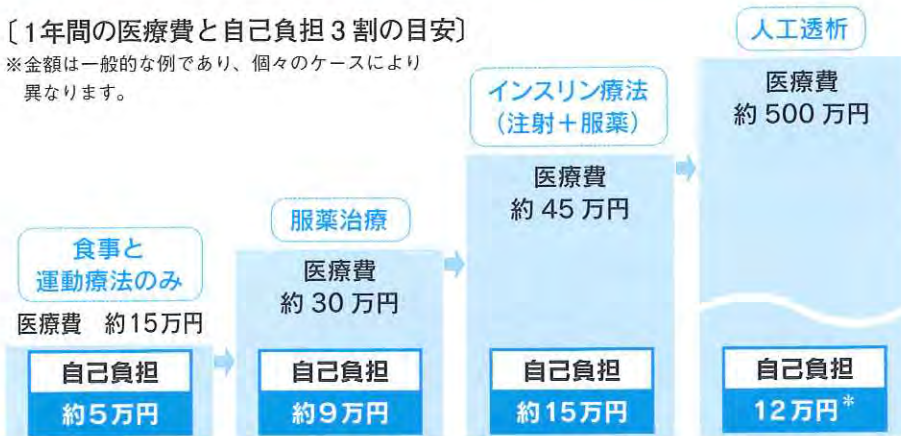 〔1年間の医療費と自己負担3割の目安〕
※金額は一般的な例であり、個々のケースにより
異なります。
食事と
運動療法のみ
医療費 約15万円
自己負担
約5万円
服薬治療
医療費
約30万円
自己負担
約9万円
インスリン療法
(注射+服薬)
医療費
約45万円
自己負担
約15万円
人工透析
医療費
約500万円
自己負担
12万円*